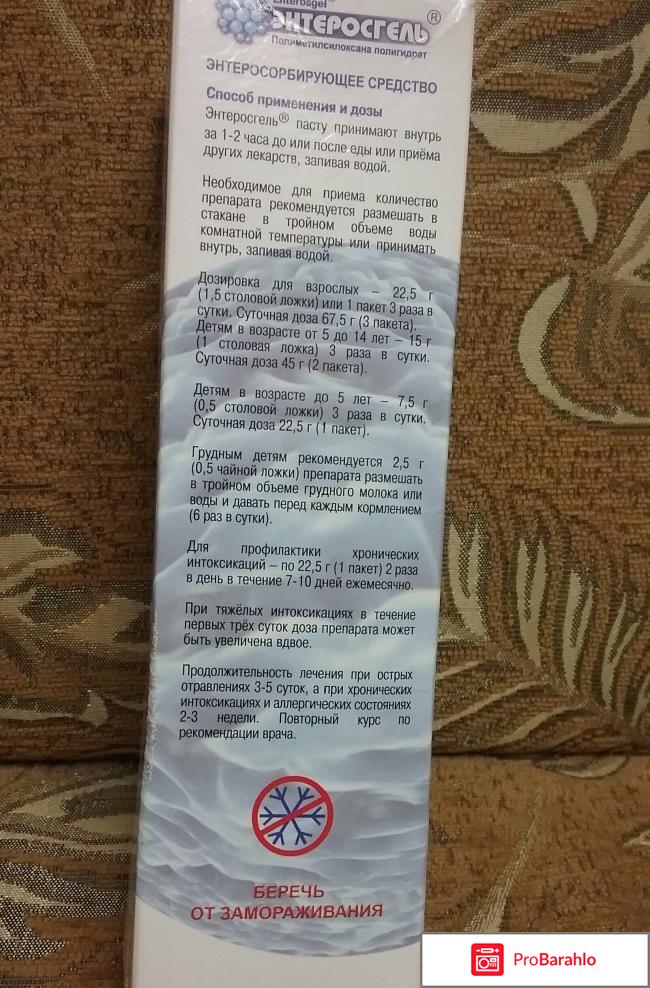 Enterosgel®
ЭНТЕРОСГЕЛЬ®
Полиметилсилоксана полигидрат
ЭНТЕРОСОРБИРУЮЩЕЕ СРЕДСТВО
Способ применения и дозы
Энтеросгель® пасту принимают внутрь
за 1-2 часа до или после еды или приёма
других лекарств, запивая водой.
Необходимое для приема количество
препарата рекомендуется размешать в
стакане в тройном объеме воды
комнатной температуры или принимать
внутрь, запивая водой.
Дозировка для взрослых – 22,5 г
(1,5 столовой ложки) или 1 пакет 3 раза в
сутки. Суточная доза 67,5 г (3 пакета).
Детям в возрасте от 5 до 14 лет – 15 г
(1 столовая ложка) 3 раза в сутки.
Суточная доза 45 г (2 пакета).
Детям в возрасте до 5 лет – 7,5 г
(0,5 столовой ложки) 3 раза в сутки.
Суточная доза 22,5 г (1 пакет).
Грудным детям рекомендуется 2,5 г
(0,5 чайной ложки) препарата размешать
в тройном объеме грудного молока или
воды и давать перед каждым кормлением
(6 раз в сутки).
Для профилактики хронических
интоксикаций – по 22,5 г (1 пакет) 2 раза
в день в течение 7-10 дней ежемесячно.
При тяжёлых интоксикациях в течение
первых трёх суток доза препарата может
быть увеличена вдвое.
Продолжительность лечения при острых
отравлениях 3-5 суток, а при хронических
интоксикациях и аллергических состояниях
2-3 недели. Повторный курс по
рекомендации врача.
БЕРЕЧЬ
ОТ ЗАМОРАЖИВАНИЯ
ProBarahlo